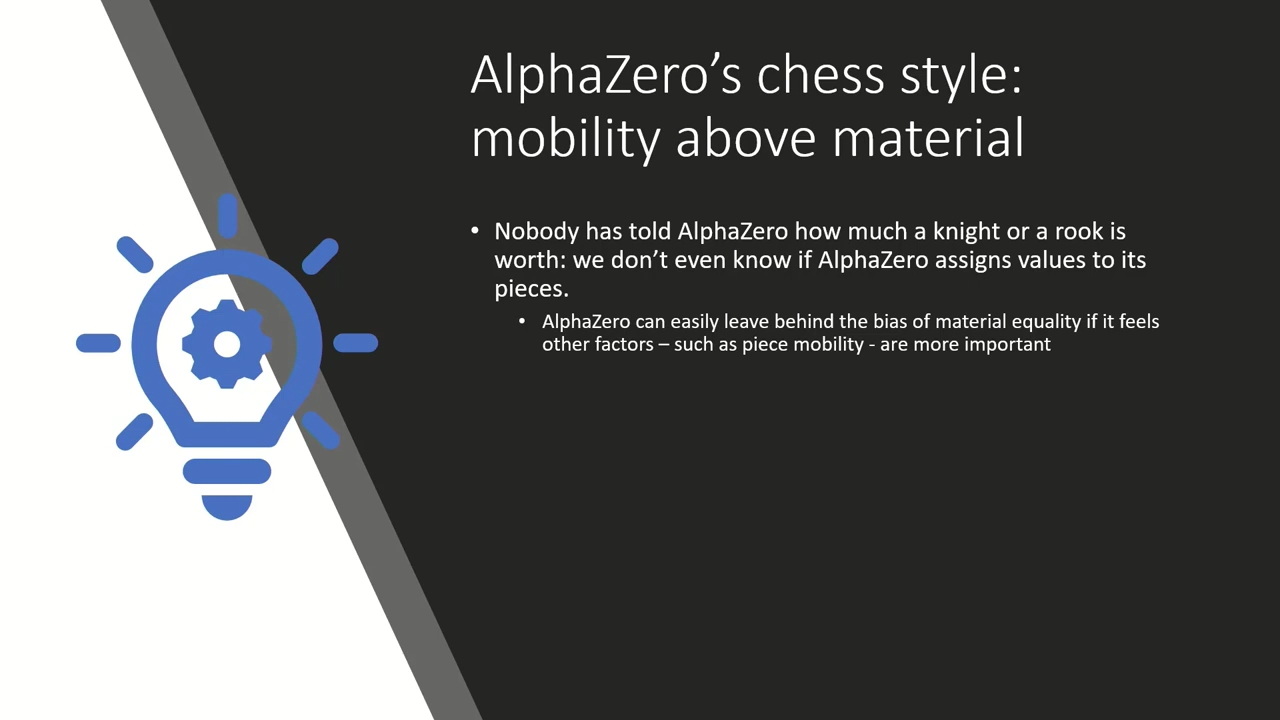 AlphaZero’s chess style:
mobility above material
• Nobody has told AlphaZero how much a knight or a rook is
worth: we don’t even know if AlphaZero assigns values to its
pieces.
• AlphaZero can easily leave behind the bias of material equality if it feels
other factors – such as piece mobility - are more important